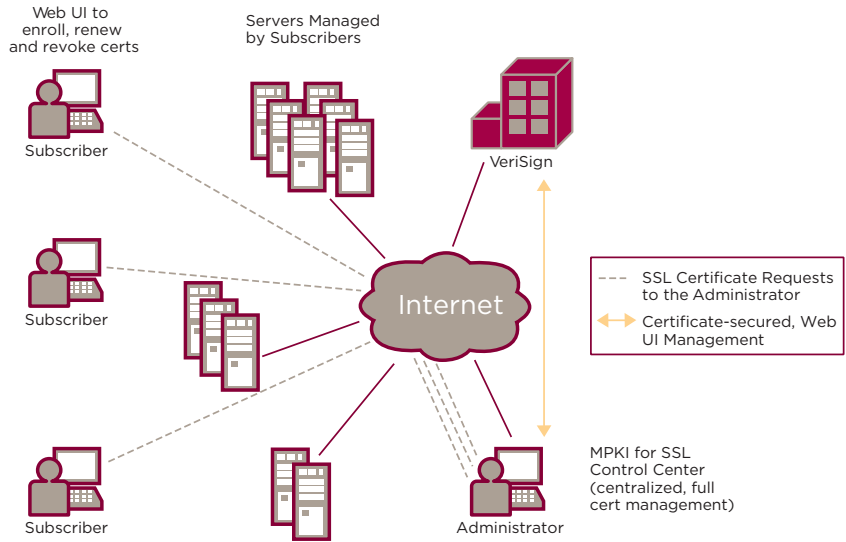 Web UI to
enroll, renew
and revoke certs
Servers Managed
by Subscribers
Subscriber
VeriSign
Subscriber
Internet
SSL Certificate Requests
to the Administrator
Certificate-secured, Web
UI Management
Subscriber
Administrator
MPKI for SSL
Control Center
(centralized, full
cert management)